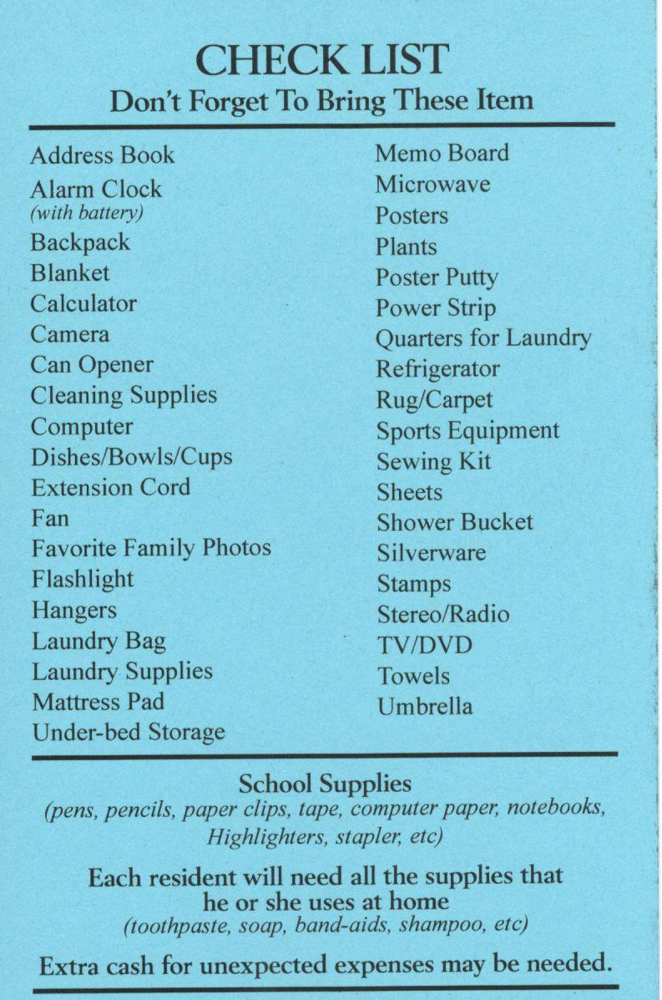 CHECK LIST
Don't Forget To Bring These Item
Address Book
Alarm Clock
(with battery)
Backpack
Blanket
Calculator
Camera
Can Opener
Cleaning Supplies
Computer
Dishes/Bowls/Cups
Extension Cord
Fan
Favorite Family Photos
Flashlight
Hangers
Laundry Bag
Laundry Supplies
Mattress Pad
Under-bed Storage
Memo Board
Microwave
Posters
Plants
Poster Putty
Power Strip
Quarters for Laundry
Refrigerator
Rug/Carpet
Sports Equipment
Sewing Kit
Sheets
Shower Bucket
Silverware
Stamps
Stereo/Radio
TV/DVD
Towels
Umbrella
School Supplies
(pens, pencils, paper clips, tape, computer paper, notebooks,
Highlighters, stapler, etc)
Each resident will need all the supplies that
he or she uses at home
(toothpaste, soap, band-aids, shampoo, etc)
Extra cash for unexpected expenses may be needed.